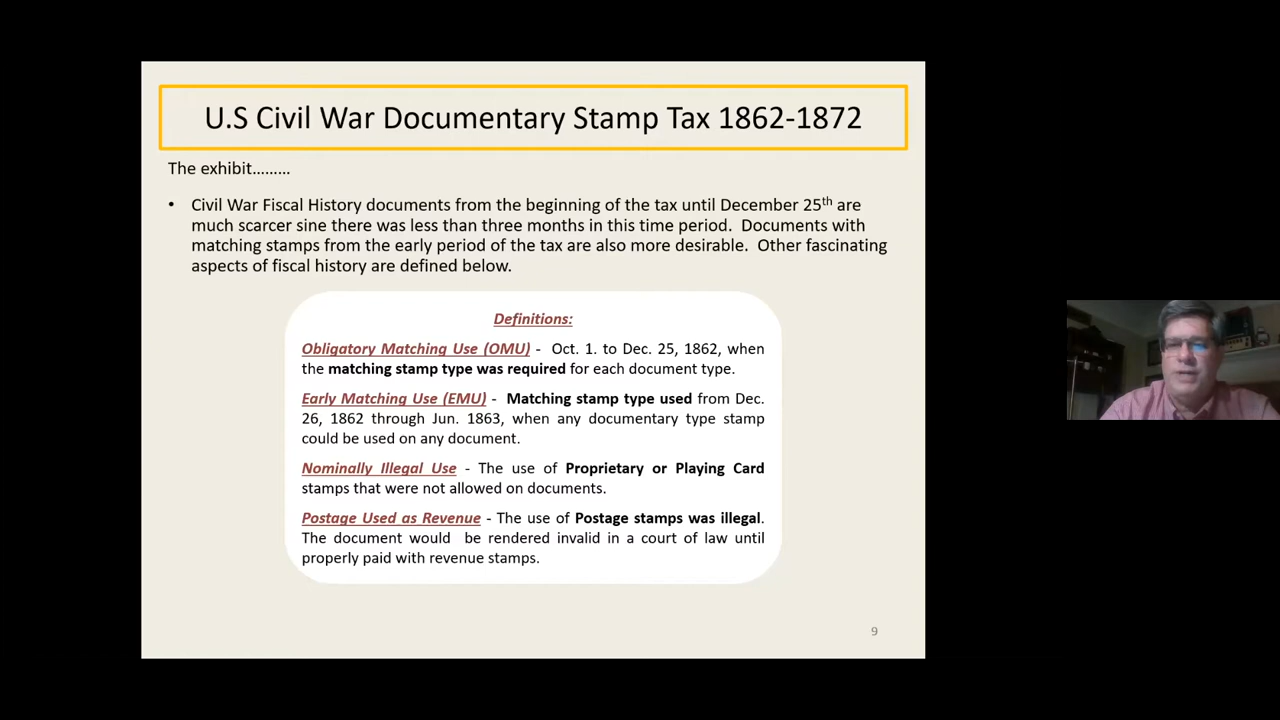 U.S Civil War Documentary Stamp Tax 1862-1872
The exhibit.........
• Civil War Fiscal History documents from the beginning of the tax until December 25th are
much scarcer sine there was less than three months in this time period. Documents with
matching stamps from the early period of the tax are also more desirable. Other fascinating
aspects of fiscal history are defined below.
Definitions:
Obligatory Matching Use (OMU) - Oct. 1. to Dec. 25, 1862, when
the matching stamp type was required for each document type.
Early Matching Use (EMU) - Matching stamp type used from Dec.
26, 1862 through Jun. 1863, when any documentary type stamp
could be used on any document.
Nominally Illegal Use - The use of Proprietary or Playing Card
stamps that were not allowed on documents.
Postage Used as Revenue - The use of Postage stamps was illegal.
The document would be rendered invalid in a court of law until
properly paid with revenue stamps.
9